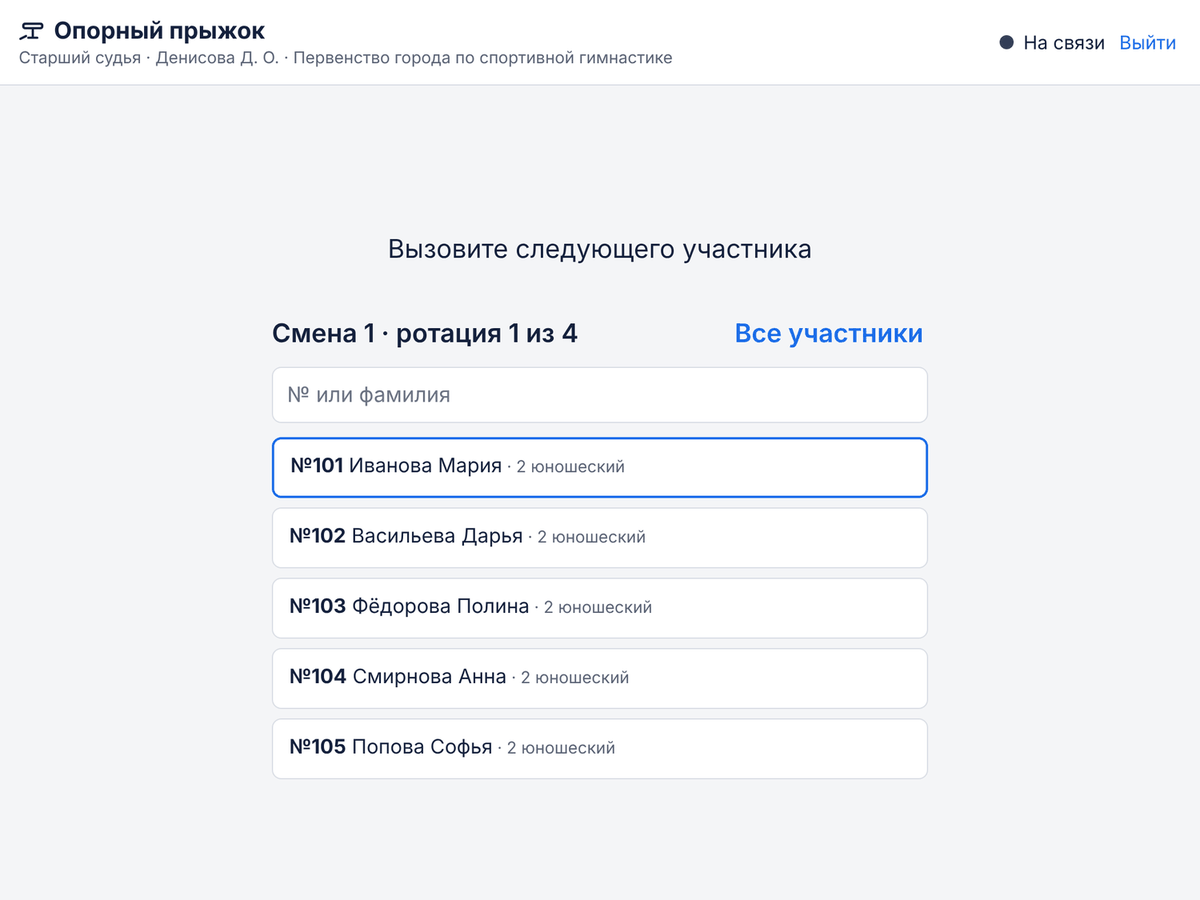 Опорный прыжок
Старший судья · Денисова Д. О. · Первенство города по спортивной гимнастике
На связи Выйти
Вызовите следующего участника
Смена 1 · ротация 1 из 4 Все участники
№ или фамилия
№101 Иванова Мария · 2 юношеский
№102 Васильева Дарья · 2 юношеский
№103 Фёдорова Полина · 2 юношеский
№104 Смирнова Анна · 2 юношеский
№105 Попова Софья · 2 юношеский